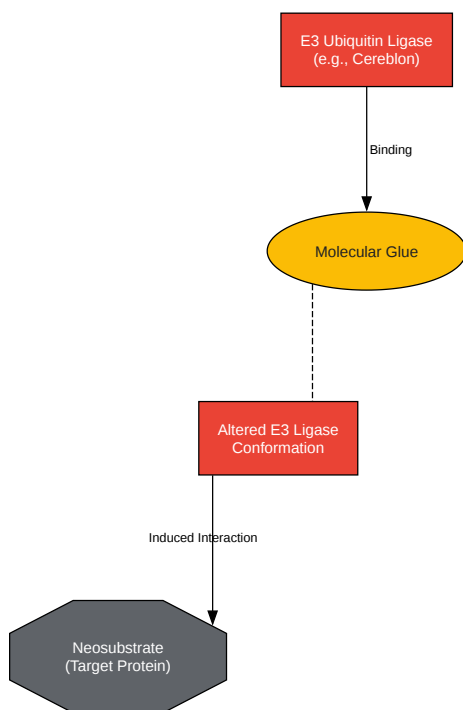 E3 Ubiquitin Ligase
(e.g., Cereblon)
Binding
Molecular Glue
Altered E3 Ligase
Conformation
Induced Interaction
Neosubstrate
(Target Protein)